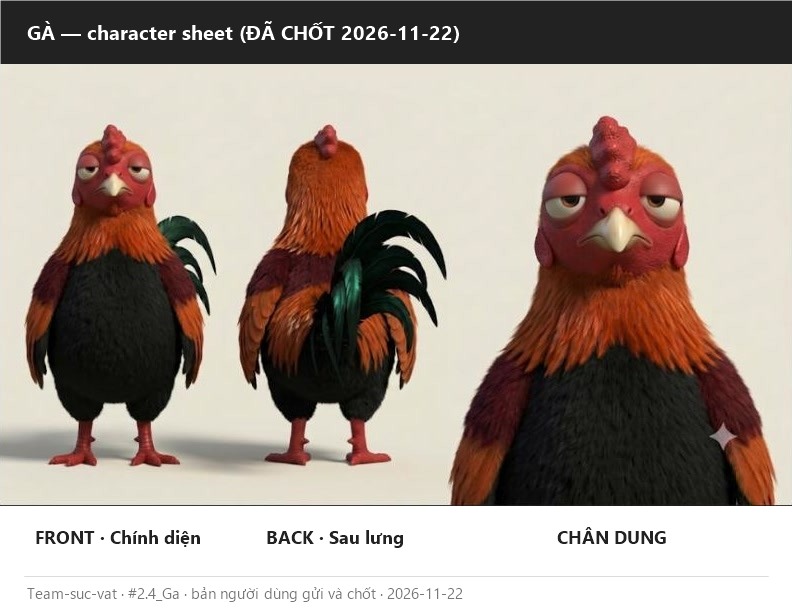 GÀ — character sheet (ĐÃ CHỐT 2026-11-22)
FRONT · Chính diện
BACK · Sau lưng
CHÂN DUNG
Team-suc-vat · #2.4_Ga · bản người dùng gửi và chốt · 2026-11-22